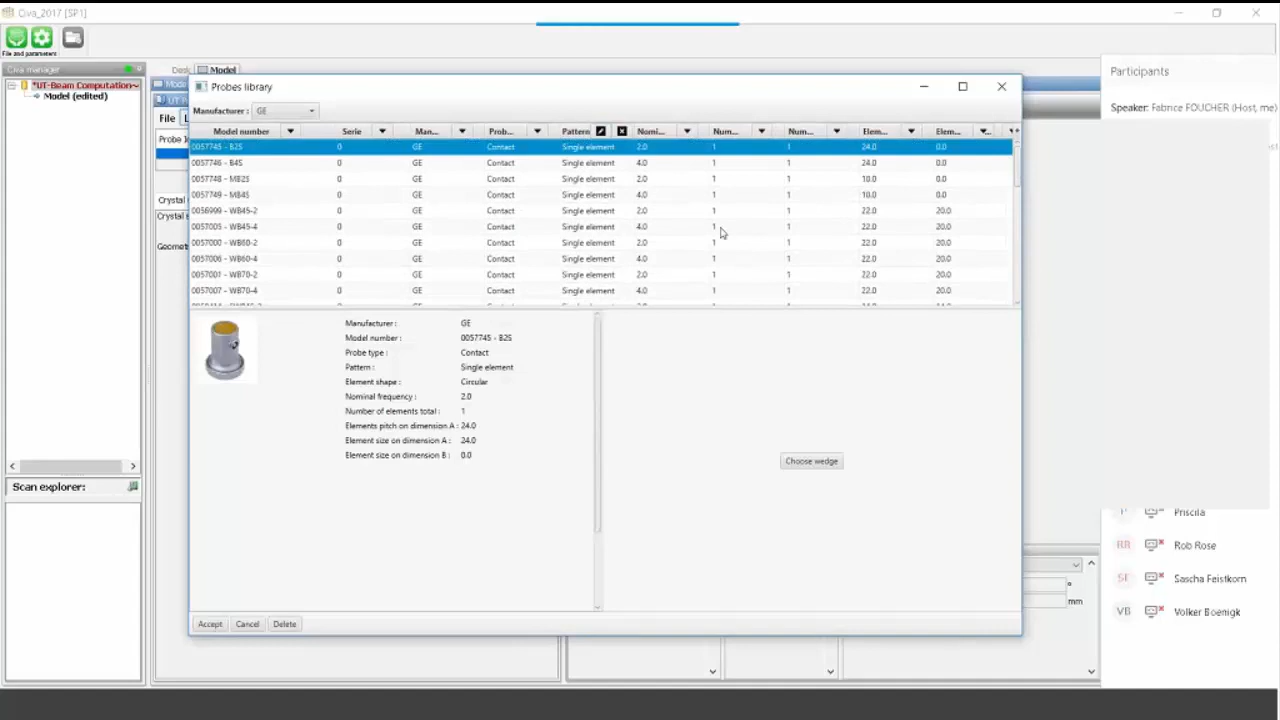 Civa_2017 [SP1]
File and parameters
Civa manager
Model
*UT-Beam Computation~
Model (edited)
Probes library
Participants
Speaker: Fabrice FOUCHER (Host, me)
Manufacturer : GE
File
Model number Serie Man... Prob... Pattern Nomi... Num... Num... Elem... Elem...
0057745 - B2S 0 GE Contact Single element 2.0 1 1 24.0 0.0
0057746 - B4S 0 GE Contact Single element 4.0 1 1 24.0 0.0
0057748 - MB2S 0 GE Contact Single element 2.0 1 1 10.0 0.0
0057749 - MB4S 0 GE Contact Single element 4.0 1 1 10.0 0.0
0056999 - WB45-2 0 GE Contact Single element 2.0 1 1 22.0 20.0
0057005 - WB45-4 0 GE Contact Single element 4.0 1 1 22.0 20.0
0057000 - WB60-2 0 GE Contact Single element 2.0 1 1 22.0 20.0
0057006 - WB60-4 0 GE Contact Single element 4.0 1 1 22.0 20.0
0057001 - WB70-2 0 GE Contact Single element 2.0 1 1 22.0 20.0
0057007 - WB70-4 0 GE Contact Single element 4.0 1 1 22.0 20.0
Manufacturer : GE
Model number : 0057745 - B2S
Probe type : Contact
Pattern : Single element
Element shape : Circular
Nominal frequency : 2.0
Number of elements total : 1
Elements pitch on dimension A : 24.0
Element size on dimension A : 24.0
Element size on dimension B : 0.0
Choose wedge
Scan explorer:
Priscila
RR Rob Rose
SF Sascha Feistkorn
VB Volker Boenigk
mm
Accept Cancel Delete